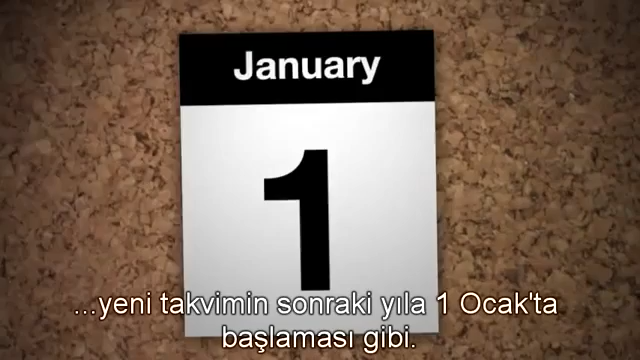 January
1
...yeni takvimin sonraki yıla 1 Ocak'ta
başlaması gibi.